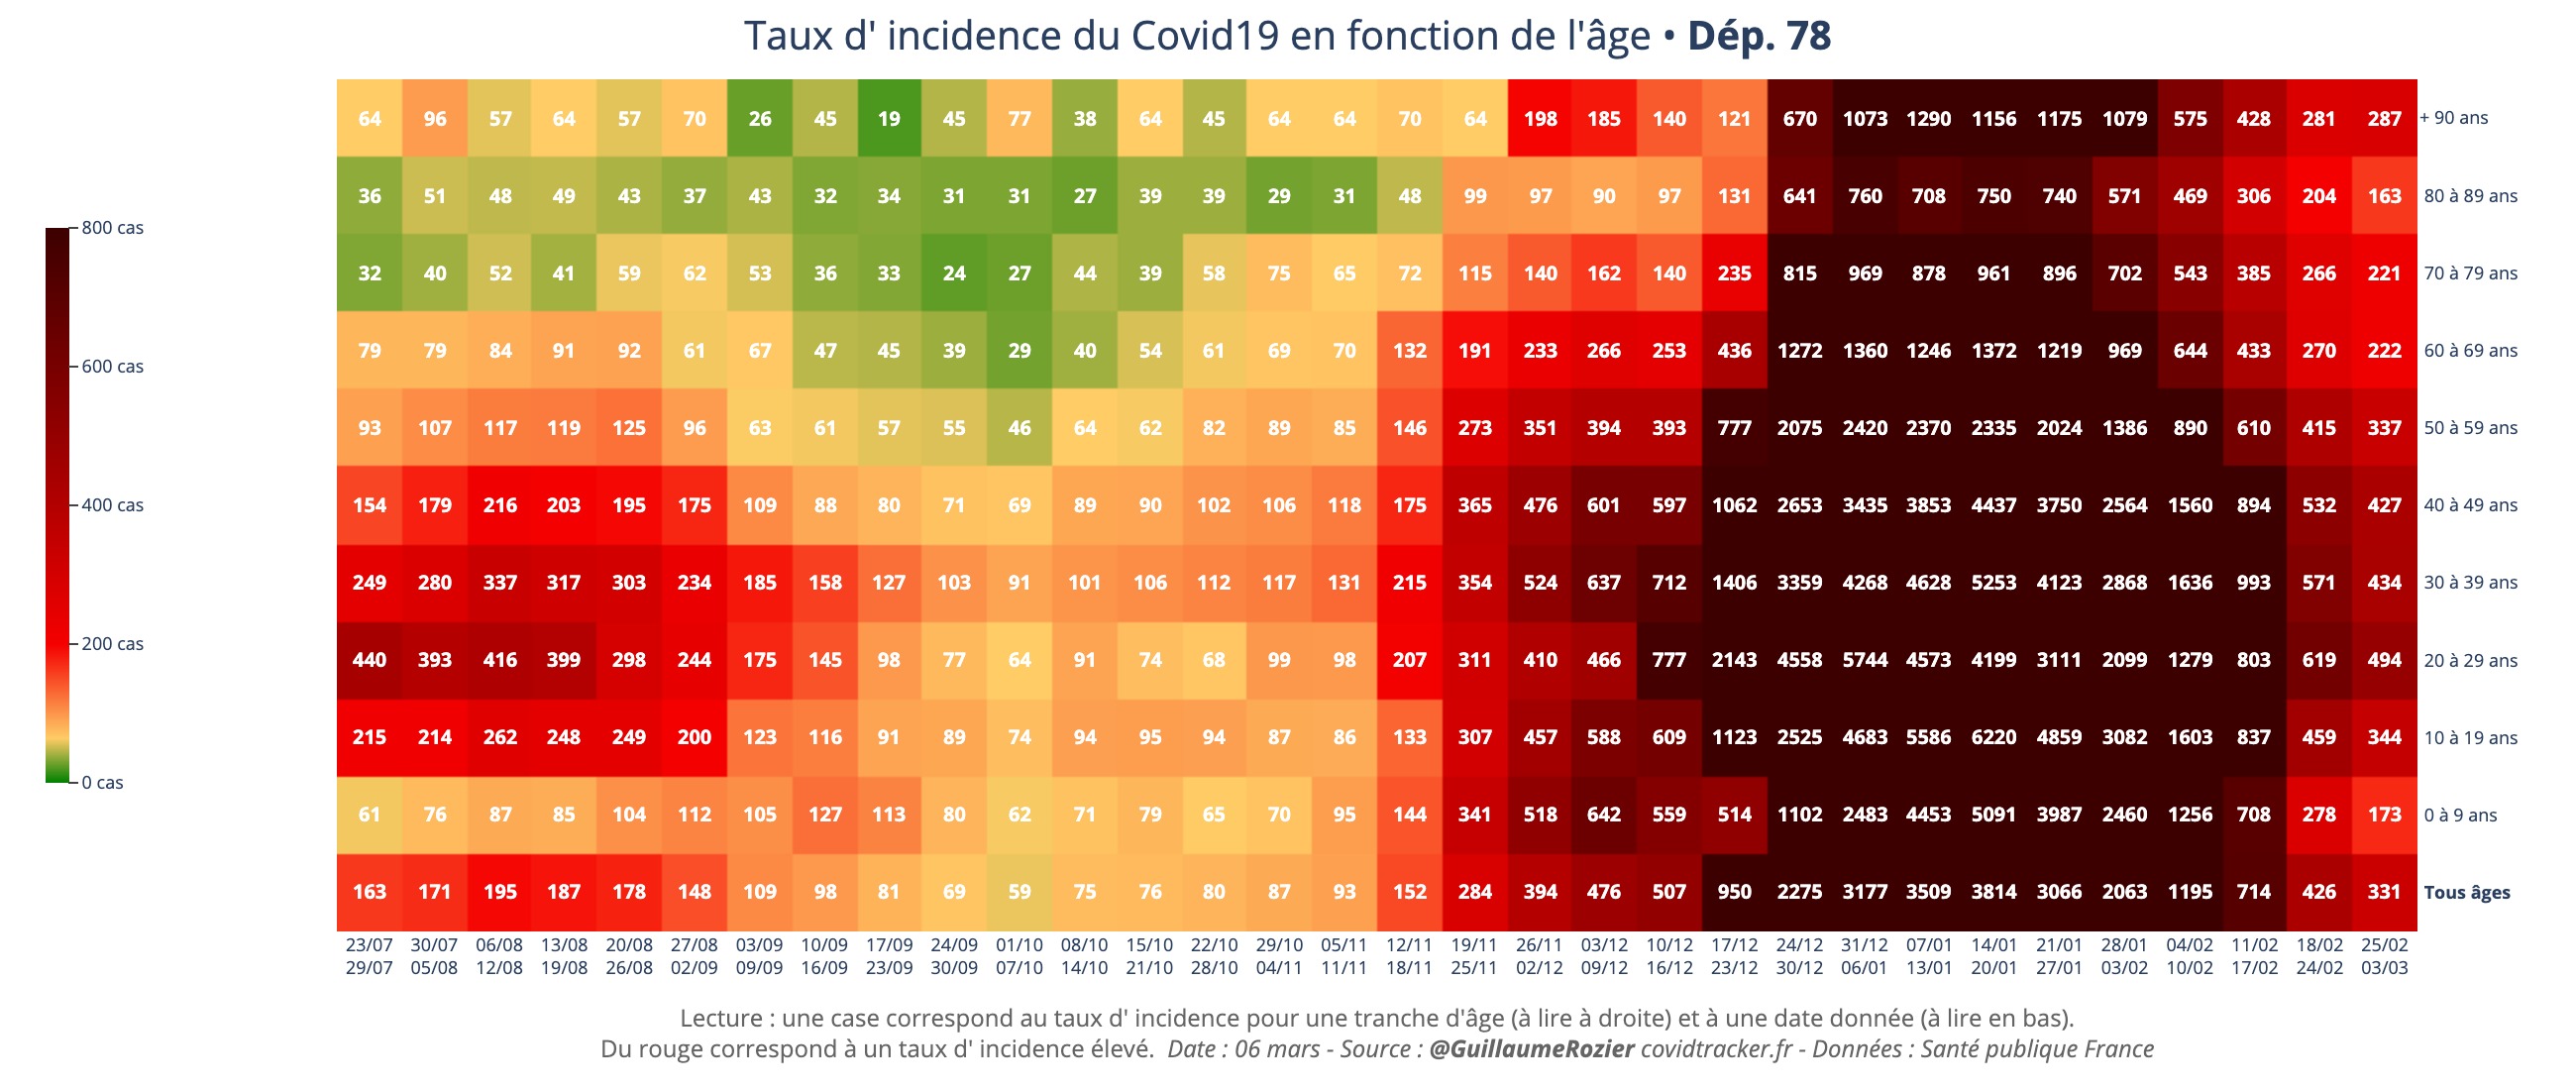 Taux d' incidence du Covid19 en fonction de l'âge • Dép. 78
64 96 57 64 57 70 26 45 19 45 77 38 64 45 64 64 70 64 198 185 140 121 670 1073 1290 1156 1175 1079 575 428 281 287 + 90 ans
36 51 48 49 43 37 43 32 34 31 31 27 39 39 29 31 48 99 97 90 97 131 641 760 708 750 740 571 469 306 204 163 80 à 89 ans
800 cas
32 40 52 41 59 62 53 36 33 24 27 44 39 58 75 65 72 115 140 162 140 235 815 969 878 961 896 702 543 385 266 221 70 à 79 ans
79 79 84 91 92 61 67 47 45 39 29 40 54 61 69 70 132 191 233 266 253 436 1272 1360 1246 1372 1219 969 644 433 270 222 60 à 69 ans
600 cas
93 107 117 119 125 96 63 61 57 55 46 64 62 82 89 85 146 273 351 394 393 777 2075 2420 2370 2335 2024 1386 890 610 415 337 50 à 59 ans
400 cas
154 179 216 203 195 175 109 88 80 71 69 89 90 102 106 118 175 365 476 601 597 1062 2653 3435 3853 4437 3750 2564 1560 894 532 427 40 à 49 ans
249 280 337 317 303 234 185 158 127 103 91 101 106 112 117 131 215 354 524 637 712 1406 3359 4268 4628 5253 4123 2868 1636 993 571 434 30 à 39 ans
200 cas
440 393 416 399 298 244 175 145 98 77 64 91 74 68 99 98 207 311 410 466 777 2143 4558 5744 4573 4199 3111 2099 1279 803 619 494 20 à 29 ans
215 214 262 248 249 200 123 116 91 89 74 94 95 94 87 86 133 307 457 588 609 1123 2525 4683 5586 6220 4859 3082 1603 837 459 344 10 à 19 ans
0 cas
61 76 87 85 104 112 105 127 113 80 62 71 79 65 70 95 144 341 518 642 559 514 1102 2483 4453 5091 3987 2460 1256 708 278 173 0 à 9 ans
163 171 195 187 178 148 109 98 81 69 59 75 76 80 87 93 152 284 394 476 507 950 2275 3177 3509 3814 3066 2063 1195 714 426 331 Tous âges
23/07 30/07 06/08 13/08 20/08 27/08 03/09 10/09 17/09 24/09 01/10 08/10 15/10 22/10 29/10 05/11 12/11 19/11 26/11 03/12 10/12 17/12 24/12 31/12 07/01 14/01 21/01 28/01 04/02 11/02 18/02 25/02
29/07 05/08 12/08 19/08 26/08 02/09 09/09 16/09 23/09 30/09 07/10 14/10 21/10 28/10 04/11 11/11 18/11 25/11 02/12 09/12 16/12 23/12 30/12 06/01 13/01 20/01 27/01 03/02 10/02 17/02 24/02 03/03
Lecture : une case correspond au taux d' incidence pour une tranche d'âge (à lire à droite) et à une date donnée (à lire en bas).
Du rouge correspond à un taux d' incidence élevé. Date : 06 mars - Source : @GuillaumeRozier covidtracker.fr - Données : Santé publique France